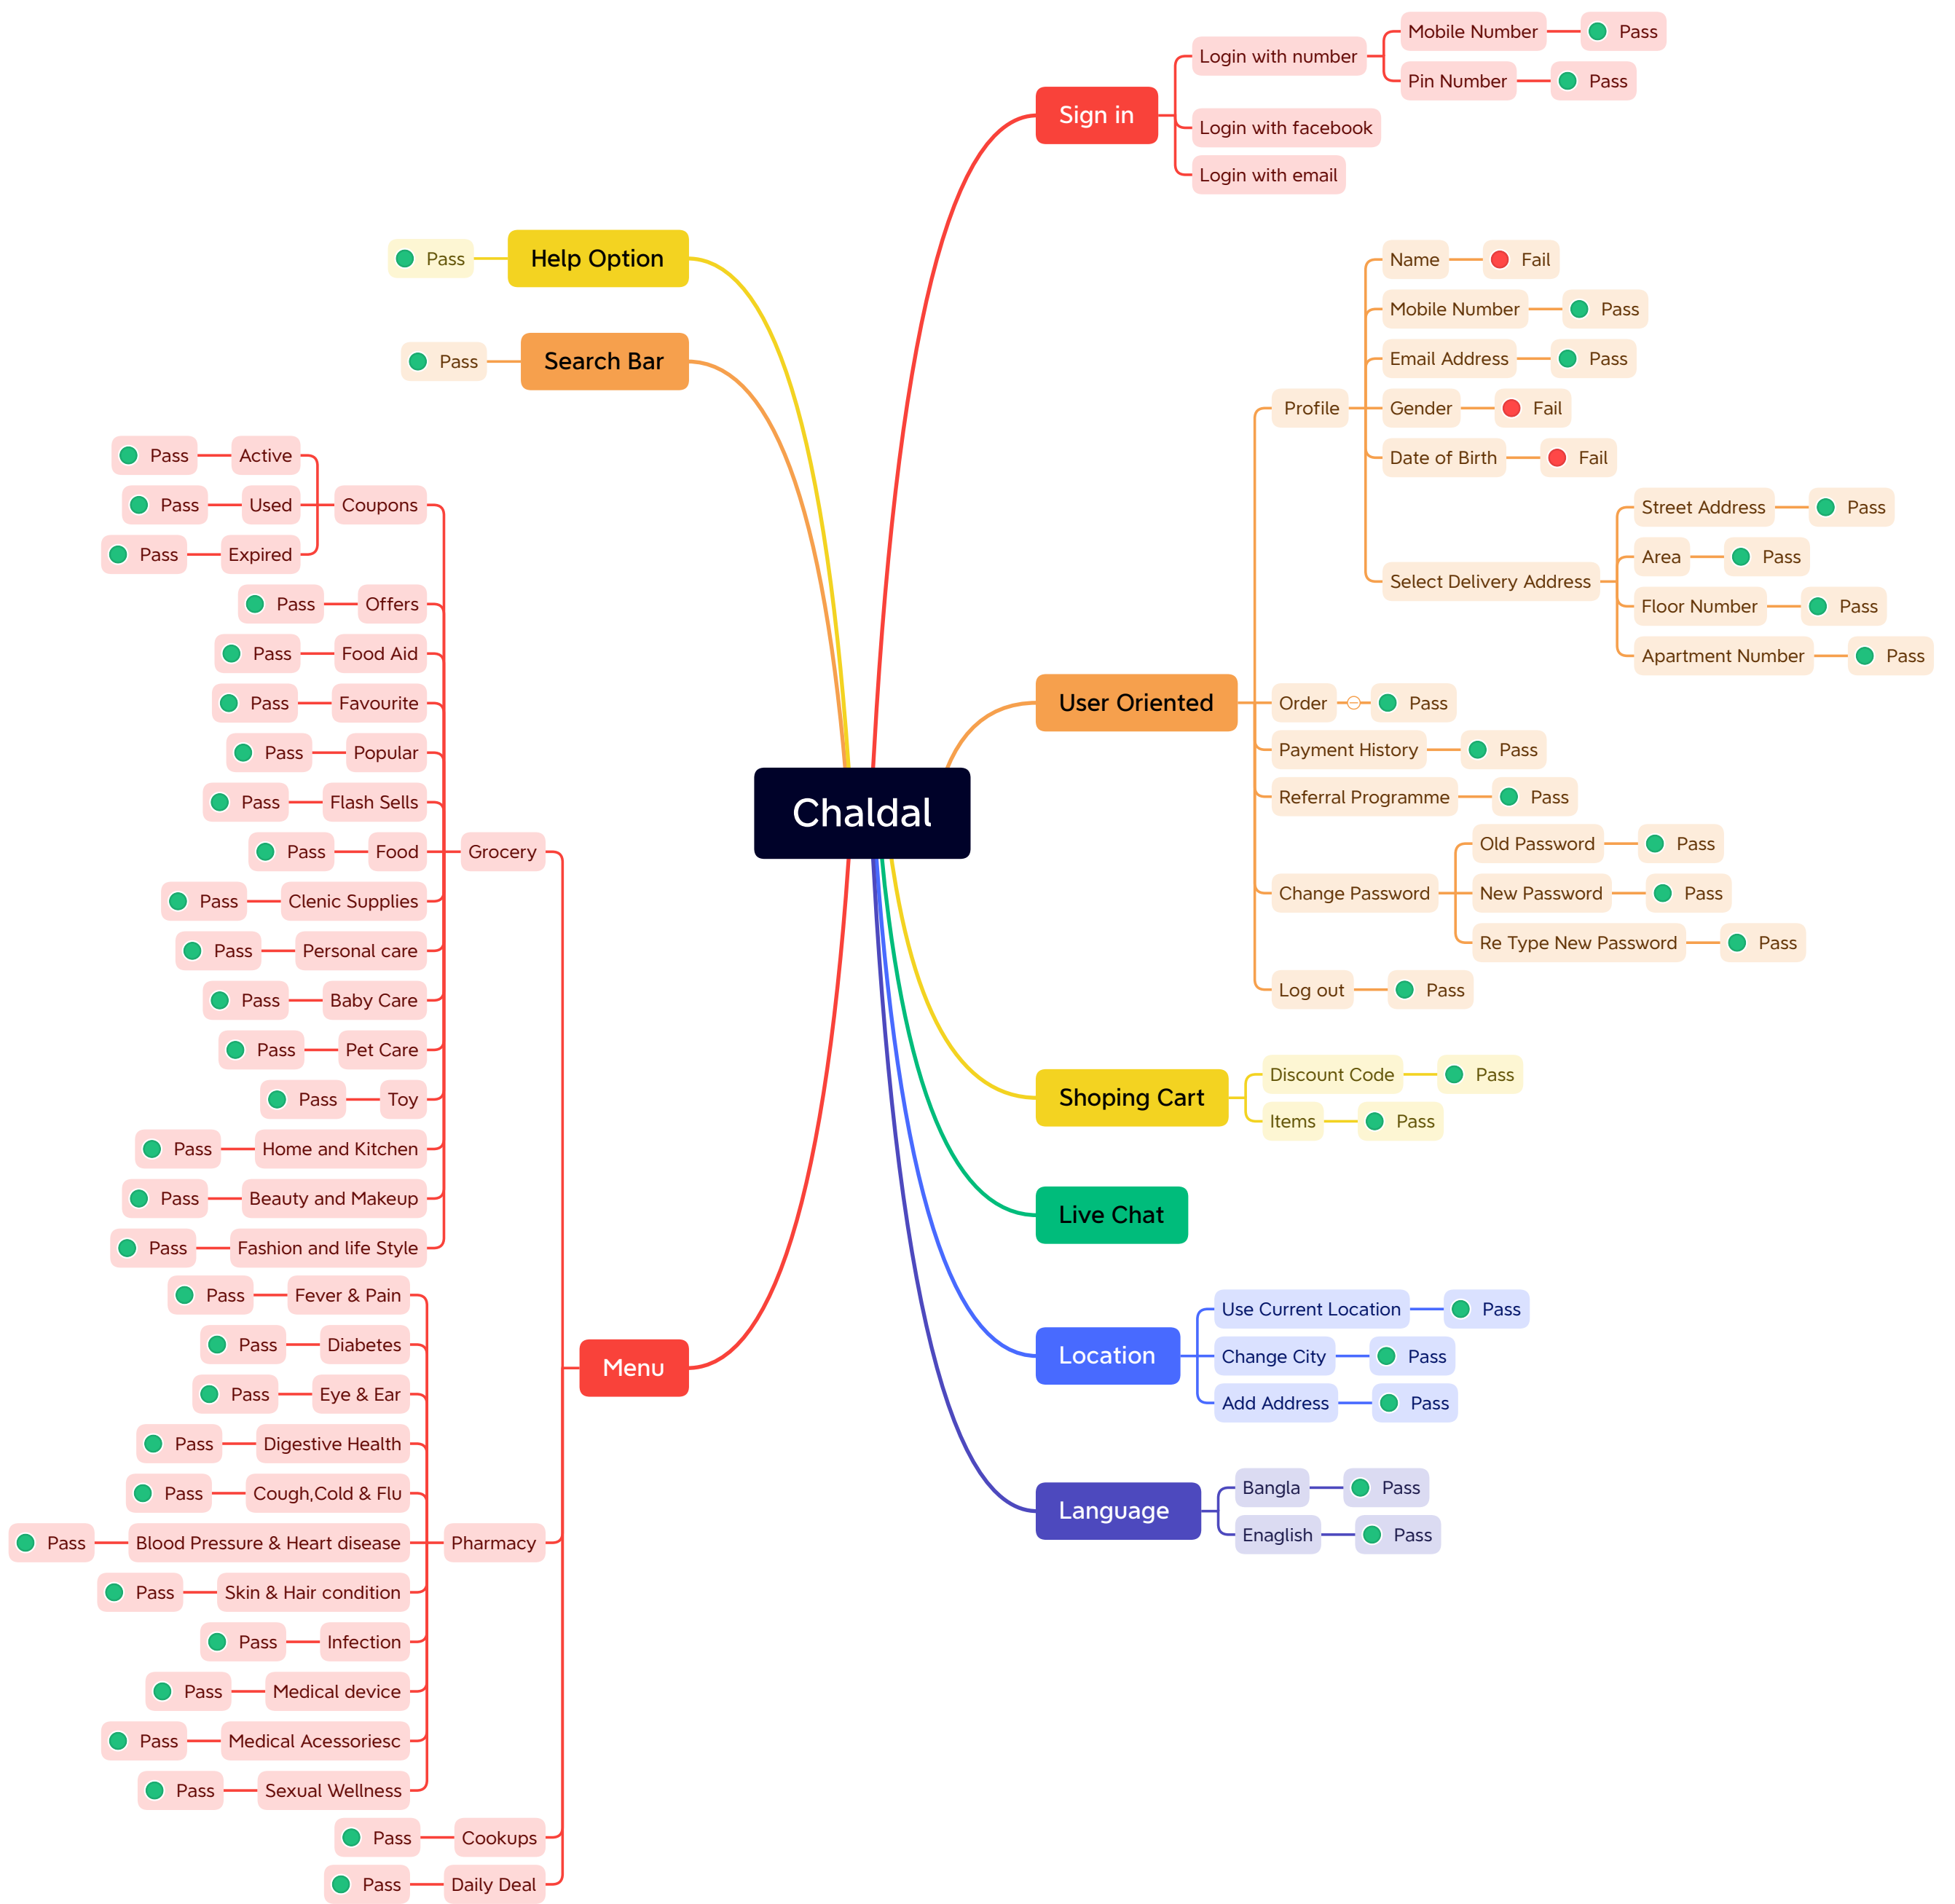 Chaldal
Sign in
Login with number
Mobile Number
Pass
Pin Number
Pass
Login with facebook
Login with email
User Oriented
Profile
Name
Fail
Mobile Number
Pass
Email Address
Pass
Gender
Fail
Date of Birth
Fail
Select Delivery Address
Street Address
Pass
Area
Pass
Floor Number
Pass
Apartment Number
Pass
Order
Pass
Payment History
Pass
Referral Programme
Pass
Change Password
Old Password
Pass
New Password
Pass
Re Type New Password
Pass
Log out
Pass
Shoping Cart
Discount Code
Pass
Items
Pass
Live Chat
Location
Use Current Location
Pass
Change City
Pass
Add Address
Pass
Language
Bangla
Pass
Enaglish
Pass
Help Option
Pass
Search Bar
Pass
Menu
Grocery
Coupons
Active
Pass
Used
Pass
Expired
Pass
Offers
Pass
Food Aid
Pass
Favourite
Pass
Popular
Pass
Flash Sells
Pass
Food
Pass
Clenic Supplies
Pass
Personal care
Pass
Baby Care
Pass
Pet Care
Pass
Toy
Pass
Home and Kitchen
Pass
Beauty and Makeup
Pass
Fashion and life Style
Pass
Pharmacy
Fever & Pain
Pass
Diabetes
Pass
Eye & Ear
Pass
Digestive Health
Pass
Cough,Cold & Flu
Pass
Blood Pressure & Heart disease
Pass
Skin & Hair condition
Pass
Infection
Pass
Medical device
Pass
Medical Acessoriesc
Pass
Sexual Wellness
Pass
Cookups
Pass
Daily Deal
Pass